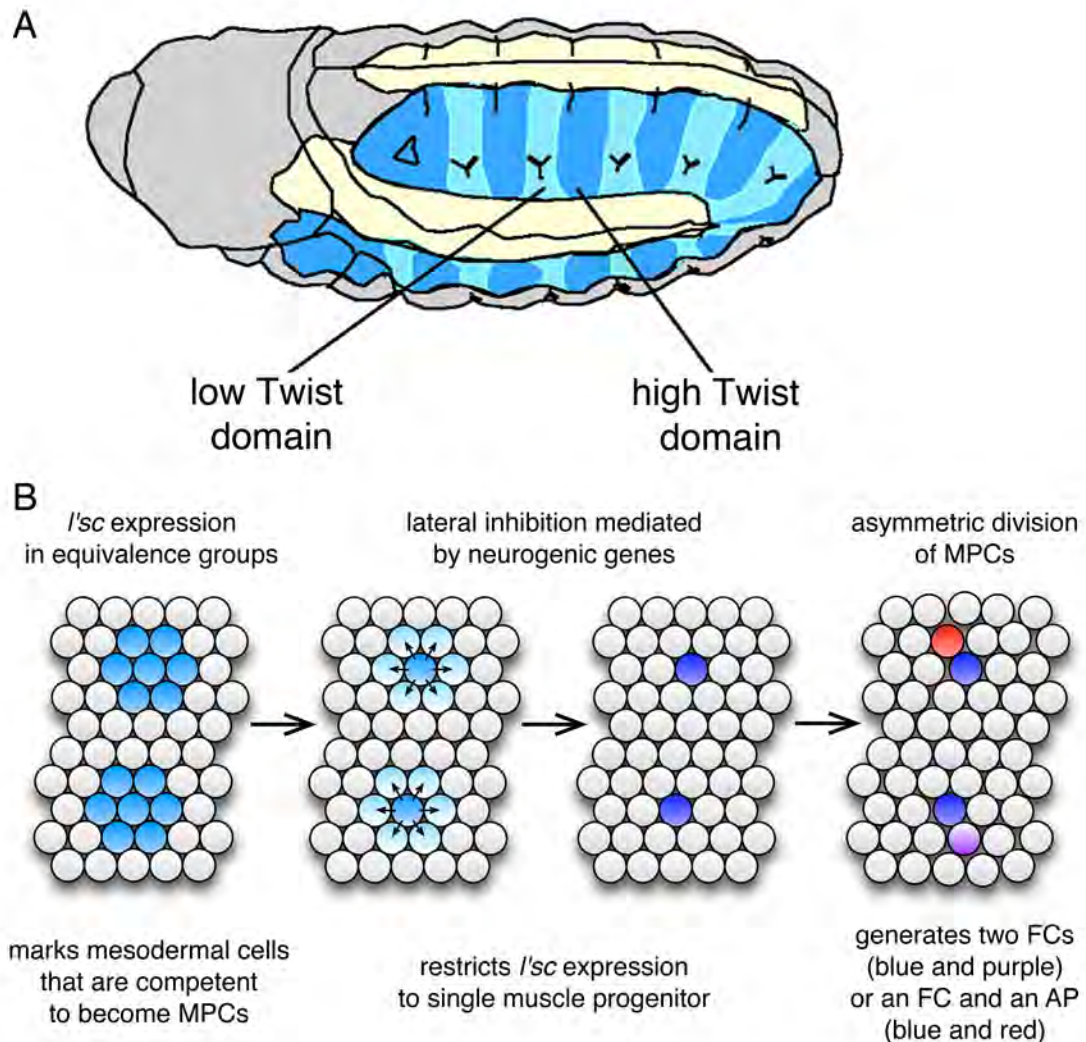 A
low Twist
domain
high Twist
domain
B
l'sc expression
in equivalence groups
lateral inhibition mediated
by neurogenic genes
asymmetric division
of MPCs
marks mesodermal cells
that are competent
to become MPCs
restricts l'sc expression
to single muscle progenitor
generates two FCs
(blue and purple)
or an FC and an AP
(blue and red)